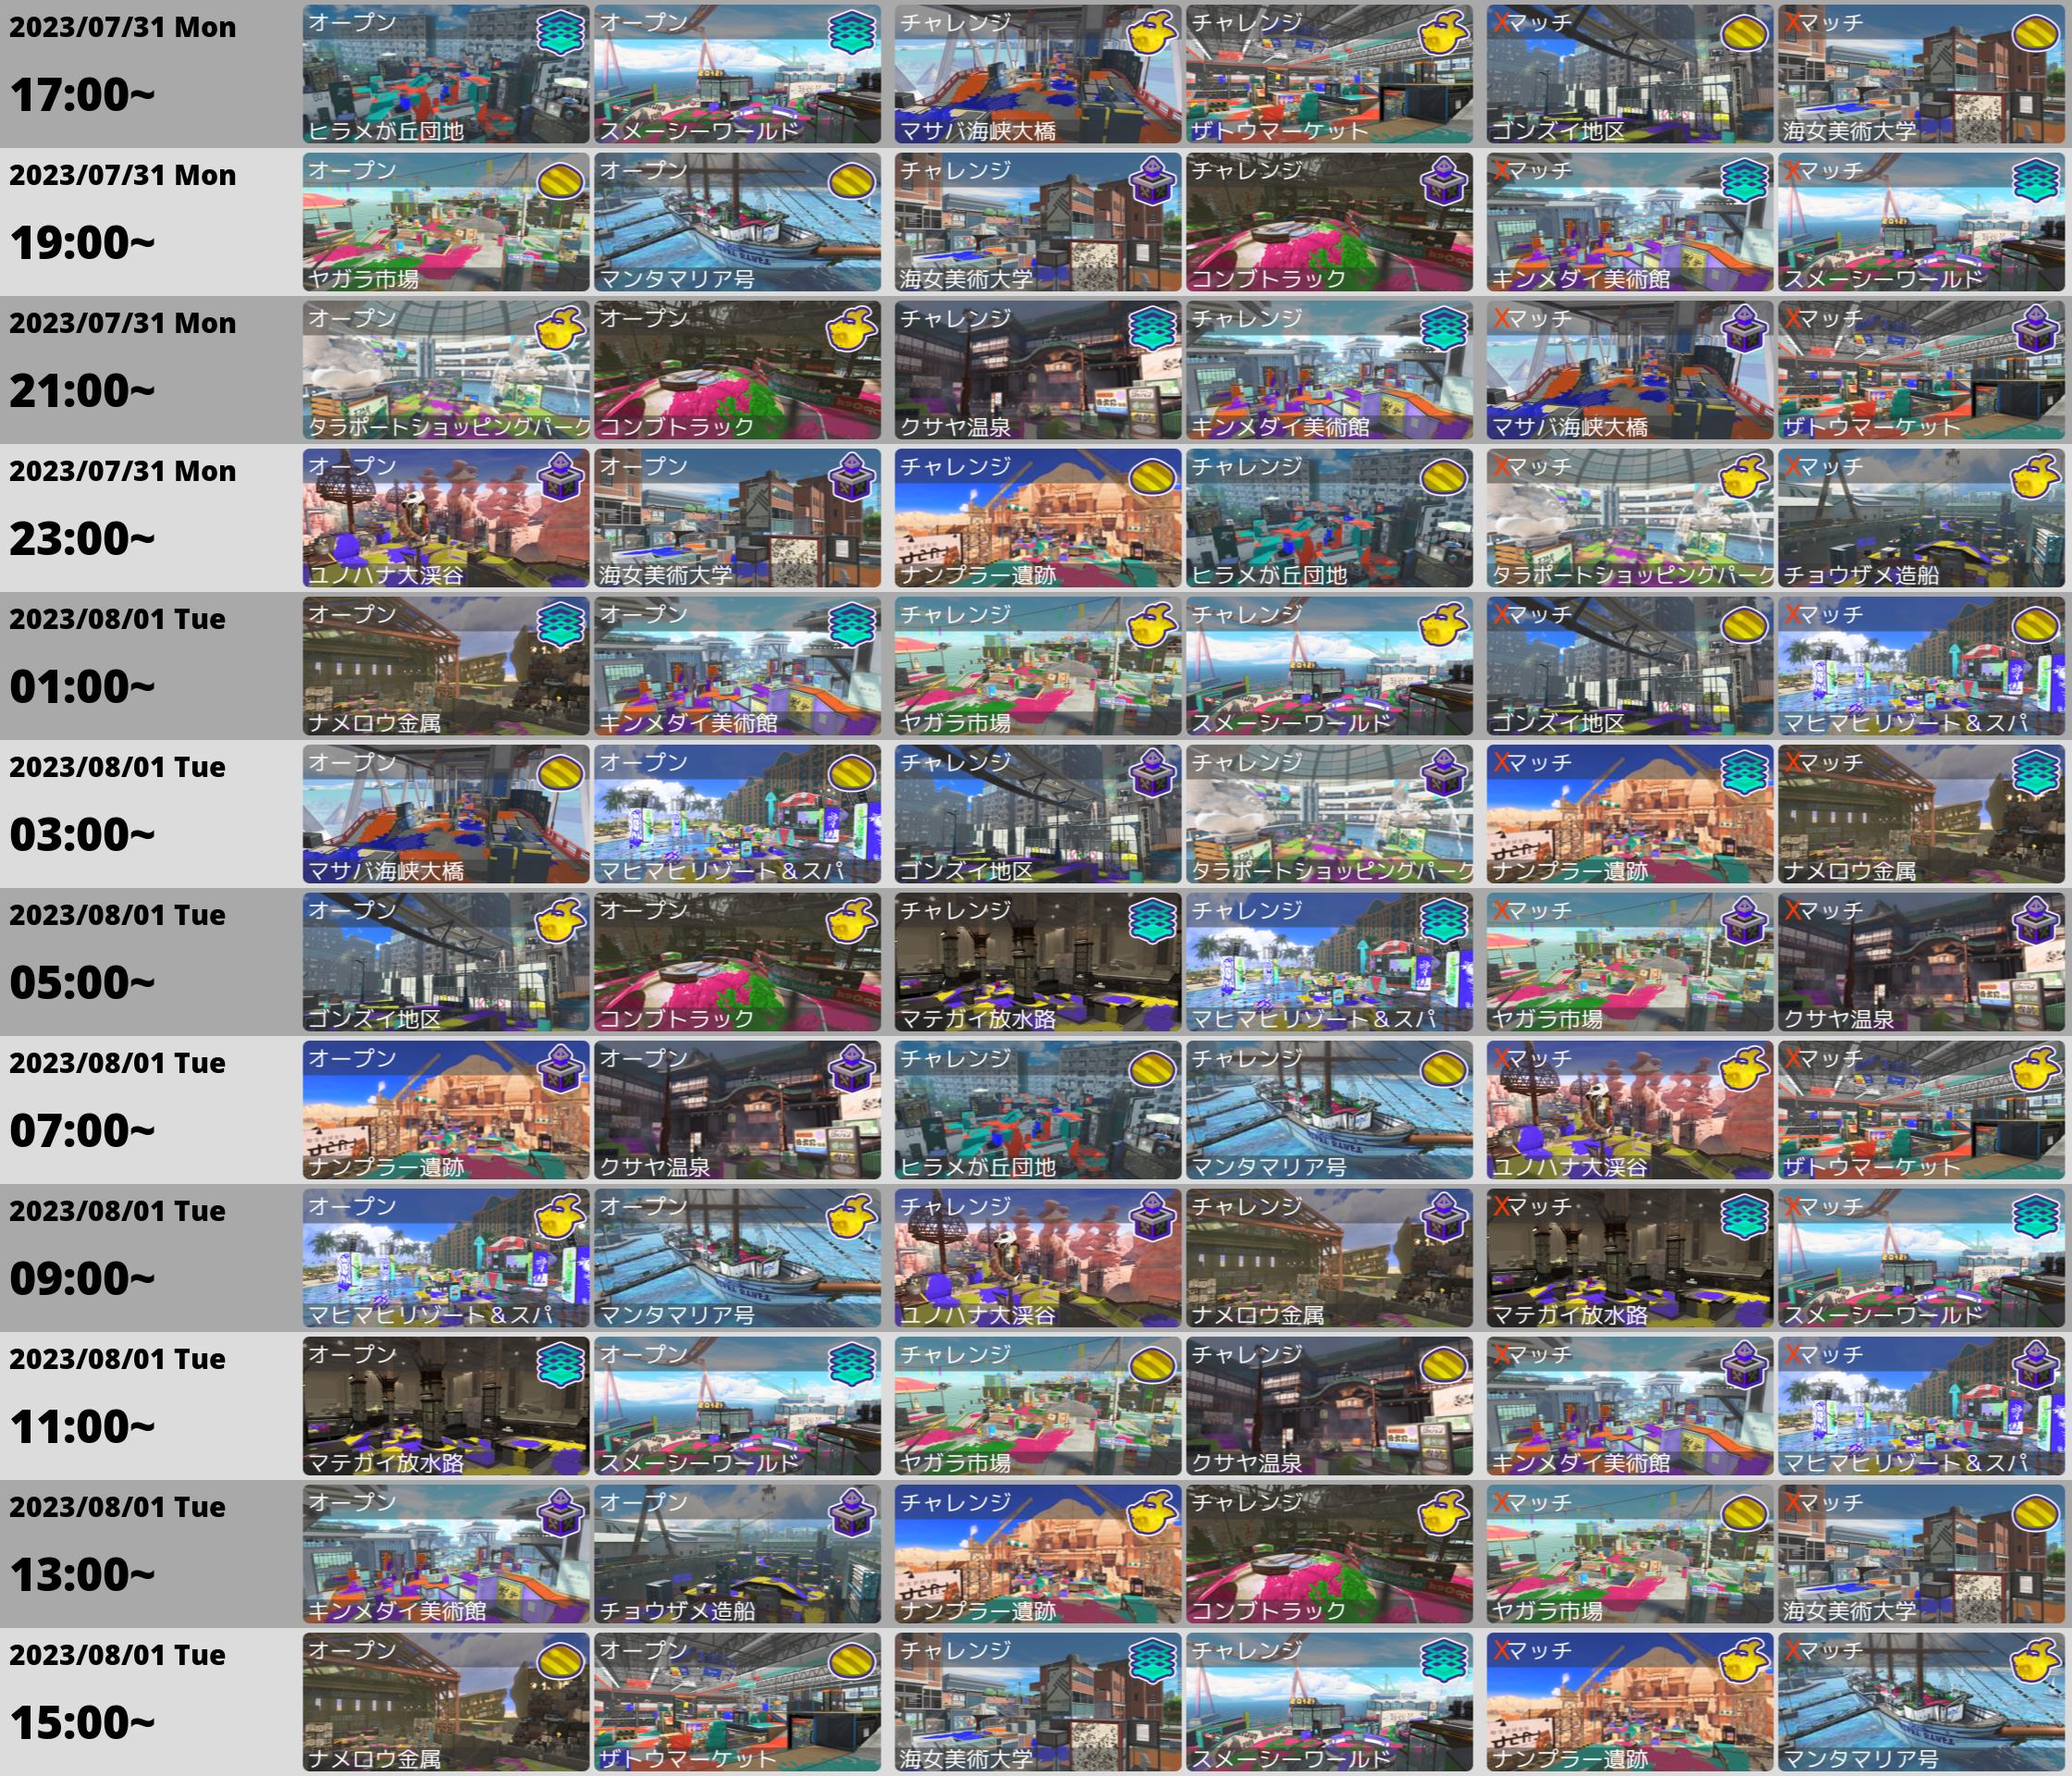 2023/07/31 Mon
17:00~
オープン オープン チャレンジ チャレンジ Xマッチ Xマッチ
ヒラメが丘団地 スメーシーワールド マサバ海峡大橋 ザトウマーケット ゴンズイ地区 海女美術大学
2023/07/31 Mon
19:00~
オープン オープン チャレンジ チャレンジ Xマッチ Xマッチ
ヤガラ市場 マンタマリア号 海女美術大学 コンブトラック キンメダイ美術館 スメーシーワールド
2023/07/31 Mon
21:00~
オープン オープン チャレンジ チャレンジ Xマッチ Xマッチ
タラポートショッピングパーク コンブトラック クサヤ温泉 キンメダイ美術館 マサバ海峡大橋 ザトウマーケット
2023/07/31 Mon
23:00~
オープン オープン チャレンジ チャレンジ Xマッチ Xマッチ
ユノハナ大渓谷 海女美術大学 ナンプラー遺跡 ヒラメが丘団地 タラポートショッピングパーク チョウザメ造船
2023/08/01 Tue
01:00~
オープン オープン チャレンジ チャレンジ Xマッチ Xマッチ
ナメロウ金属 キンメダイ美術館 ヤガラ市場 スメーシーワールド ゴンズイ地区 マヒマヒリゾート&スパ
2023/08/01 Tue
03:00~
オープン オープン チャレンジ チャレンジ Xマッチ Xマッチ
マサバ海峡大橋 マヒマヒリゾート&スパ ゴンズイ地区 タラポートショッピングパーク ナンプラー遺跡 ナメロウ金属
2023/08/01 Tue
05:00~
オープン オープン チャレンジ チャレンジ Xマッチ Xマッチ
ゴンズイ地区 コンブトラック マテガイ放水路 マヒマヒリゾート&スパ ヤガラ市場 クサヤ温泉
2023/08/01 Tue
07:00~
オープン オープン チャレンジ チャレンジ Xマッチ Xマッチ
ナンプラー遺跡 クサヤ温泉 ヒラメが丘団地 マンタマリア号 ユノハナ大渓谷 ザトウマーケット
2023/08/01 Tue
09:00~
オープン オープン チャレンジ チャレンジ Xマッチ Xマッチ
マヒマヒリゾート&スパ マンタマリア号 ユノハナ大渓谷 ナメロウ金属 マテガイ放水路 スメーシーワールド
2023/08/01 Tue
11:00~
オープン オープン チャレンジ チャレンジ Xマッチ Xマッチ
マテガイ放水路 スメーシーワールド ヤガラ市場 クサヤ温泉 キンメダイ美術館 マヒマヒリゾート&スパ
2023/08/01 Tue
13:00~
オープン オープン チャレンジ チャレンジ Xマッチ Xマッチ
キンメダイ美術館 チョウザメ造船 ナンプラー遺跡 コンブトラック ヤガラ市場 海女美術大学
2023/08/01 Tue
15:00~
オープン オープン チャレンジ チャレンジ Xマッチ Xマッチ
ナメロウ金属 ザトウマーケット 海女美術大学 スメーシーワールド ナンプラー遺跡 マンタマリア号